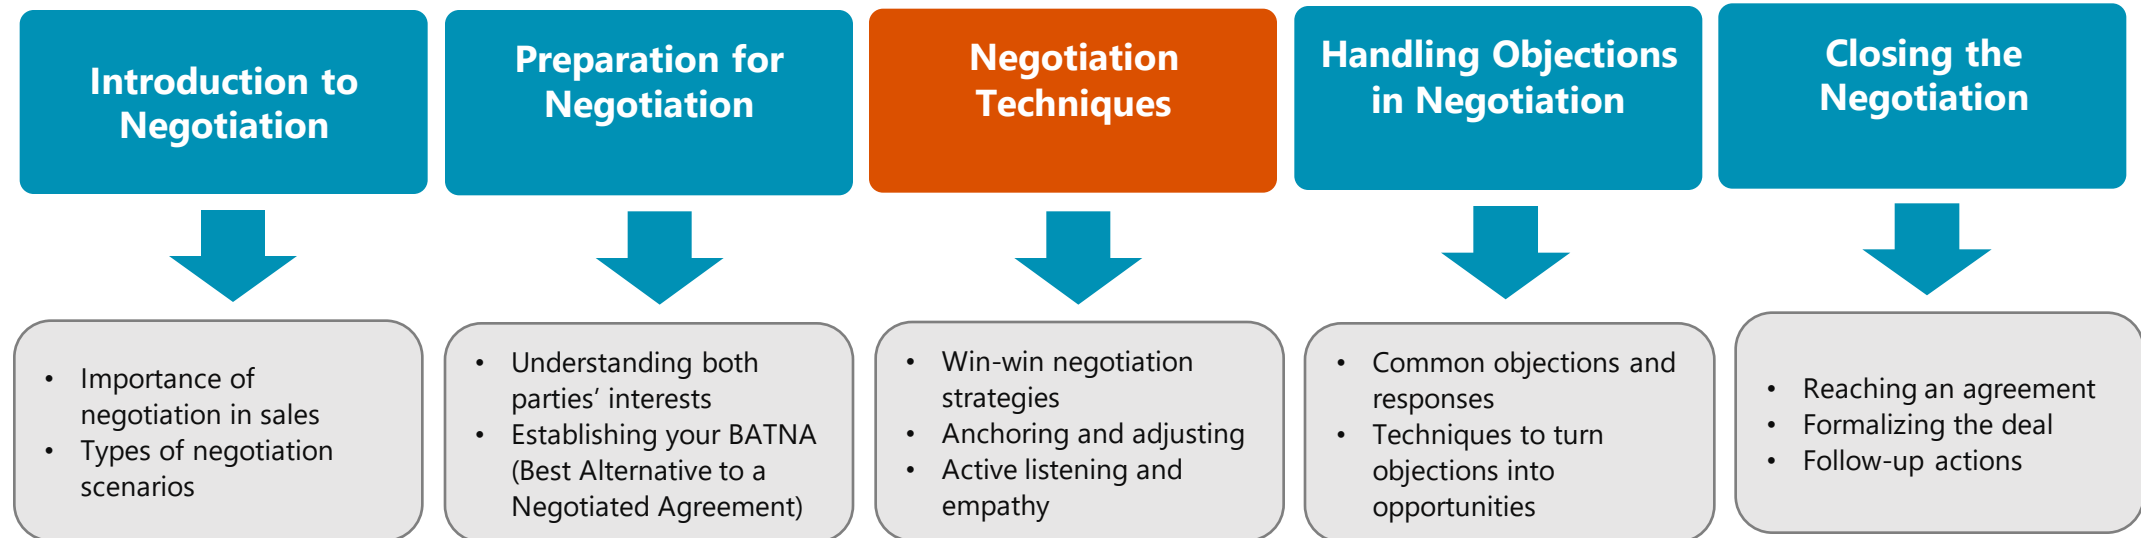 Introduction to
Negotiation
Preparation for
Negotiation
Negotiation
Techniques
Handling Objections
in Negotiation
Closing the
Negotiation
• Importance of
negotiation in sales
• Types of negotiation
scenarios
• Understanding both
parties’ interests
• Establishing your BATNA
(Best Alternative to a
Negotiated Agreement)
• Win-win negotiation
strategies
• Anchoring and adjusting
• Active listening and
empathy
• Common objections and
responses
• Techniques to turn
objections into
opportunities
• Reaching an agreement
• Formalizing the deal
• Follow-up actions